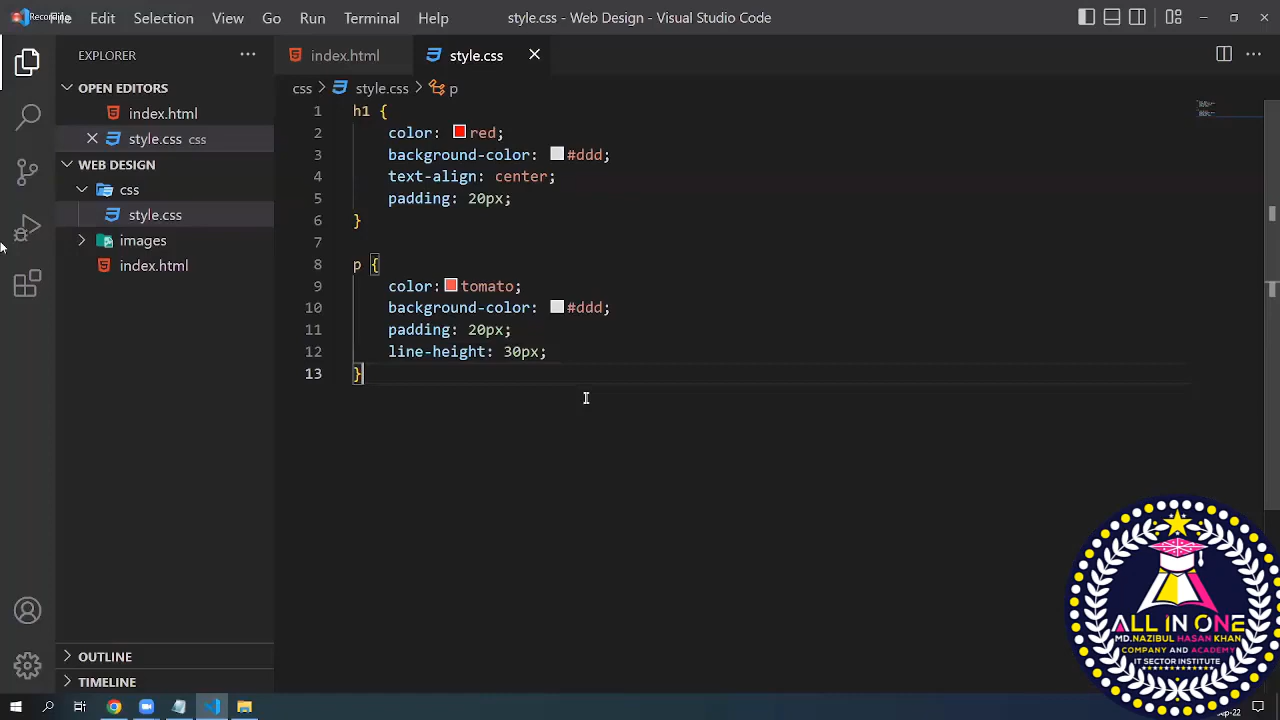 Recording...
Edit
Selection
View
Go
Run
Terminal
Help
style.css - Web Design - Visual Studio Code
EXPLORER
OPEN EDITORS
index.html
style.css css
WEB DESIGN
css
style.css
images
index.html
OUTLINE
TIMELINE
index.html
style.css
css > style.css > p
1 h1 {
2 color: red;
3 background-color: #ddd;
4 text-align: center;
5 padding: 20px;
6 }
7
8 p {
9 color: tomato;
10 background-color: #ddd;
11 padding: 20px;
12 line-height: 30px;
13 }
ALL IN ONE
MD.NAZIBUL HASAN KHAN
COMPANY AND ACADEMY
IT SECTOR INSTITUTE